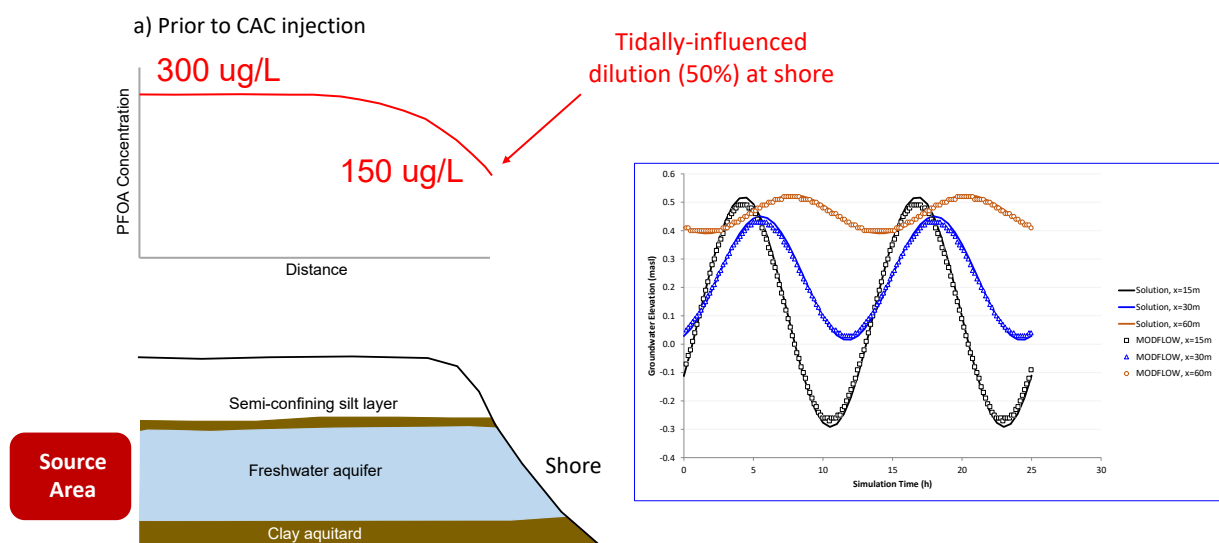 a) Prior to CAC injection
Tidally-influenced
dilution (50%) at shore
300 ug/L
150 ug/L
PFOA Concentration
Distance
Semi-confining silt layer
Source
Area
Freshwater aquifer
Shore
Clay aquitard
Groundwater Elevation (masl)
0.6
0.5
0.4
0.3
0.2
0.1
0.0
-0.1
-0.2
-0.3
-0.4
0
5
10
15
20
25
30
Simulation Time (h)
Solution, x=15m
Solution, x=30m
Solution, x=60m
MODFLOW, x=15m
MODFLOW, x=30m
MODFLOW, x=60m